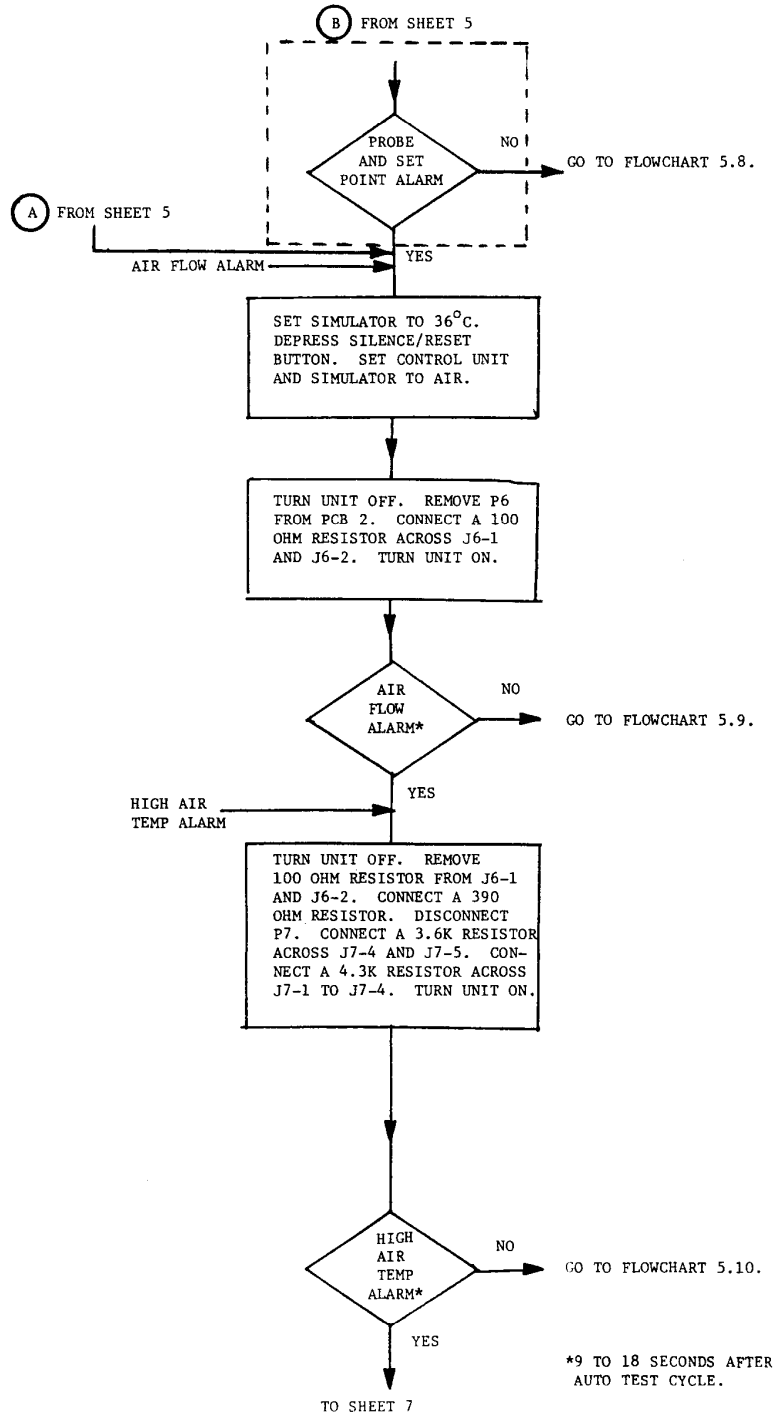 B FROM SHEET 5
PROBE
AND SET
POINT ALARM
NO
GO TO FLOWCHART 5.8.
A FROM SHEET 5
YES
AIR FLOW ALARM
SET SIMULATOR TO 36°C.
DEPRESS SILENCE/RESET
BUTTON. SET CONTROL UNIT
AND SIMULATOR TO AIR.
TURN UNIT OFF. REMOVE P6
FROM PCB 2. CONNECT A 100
OHM RESISTOR ACROSS J6-1
AND J6-2. TURN UNIT ON.
AIR
FLOW
ALARM*
NO
GO TO FLOWCHART 5.9.
YES
HIGH AIR
TEMP ALARM
TURN UNIT OFF. REMOVE
100 OHM RESISTOR FROM J6-1
AND J6-2. CONNECT A 390
OHM RESISTOR. DISCONNECT
P7. CONNECT A 3.6K RESISTOR
ACROSS J7-4 AND J7-5. CON-
NECT A 4.3K RESISTOR ACROSS
J7-1 TO J7-4. TURN UNIT ON.
HIGH
AIR
TEMP
ALARM*
NO
GO TO FLOWCHART 5.10.
YES
*9 TO 18 SECONDS AFTER
AUTO TEST CYCLE.
TO SHEET 7